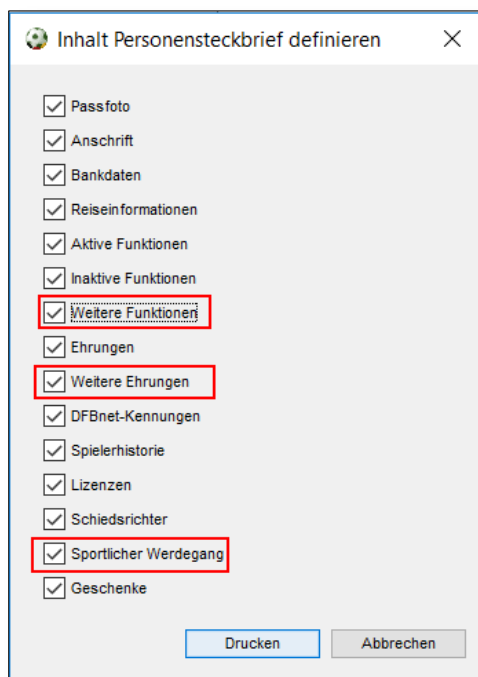 Inhalt Personensteckbrief definieren
Passfoto
Anschrift
Bankdaten
Reiseinformationen
Aktive Funktionen
Inaktive Funktionen
Weitere Funktionen
Ehrungen
Weitere Ehrungen
DFBnet-Kennungen
Spielerhistorie
Lizenzen
Schiedsrichter
Sportlicher Werdegang
Geschenke
Drucken Abbrechen